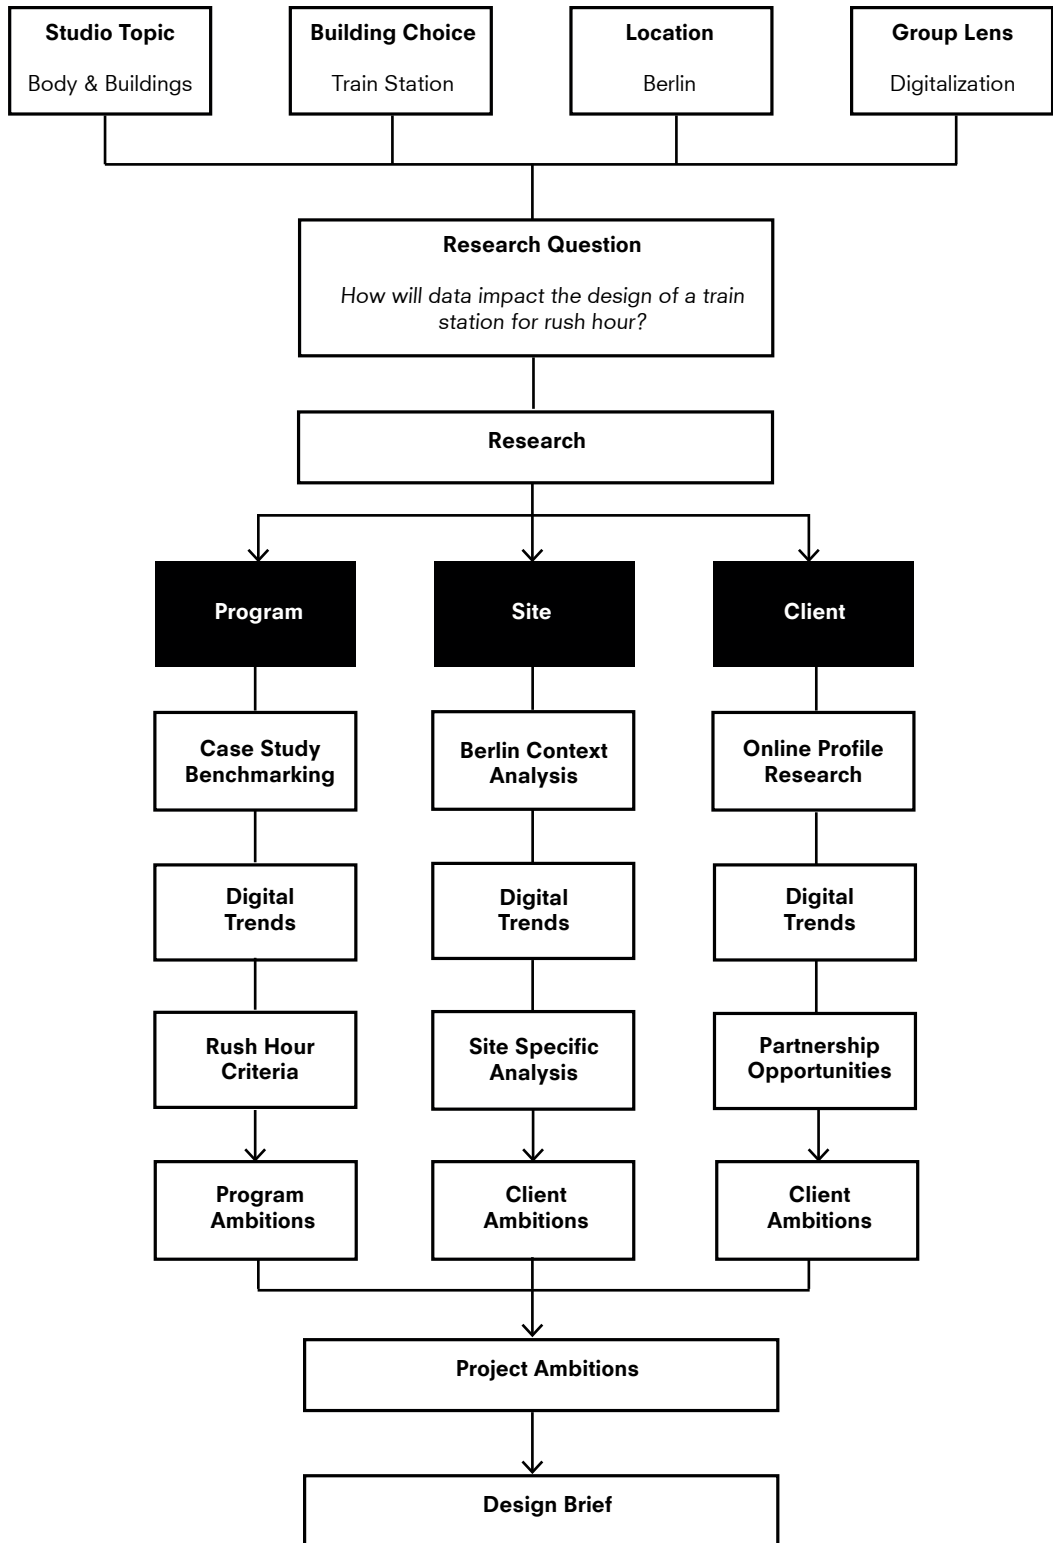 Studio Topic
Body & Buildings
Building Choice
Train Station
Location
Berlin
Group Lens
Digitalization
Research Question
How will data impact the design of a train
station for rush hour?
Research
Program
Site
Client
Case Study
Benchmarking
Berlin Context
Analysis
Online Profile
Research
Digital
Trends
Digital
Trends
Digital
Trends
Rush Hour
Criteria
Site Specific
Analysis
Partnership
Opportunities
Program
Ambitions
Client
Ambitions
Client
Ambitions
Project Ambitions
Design Brief